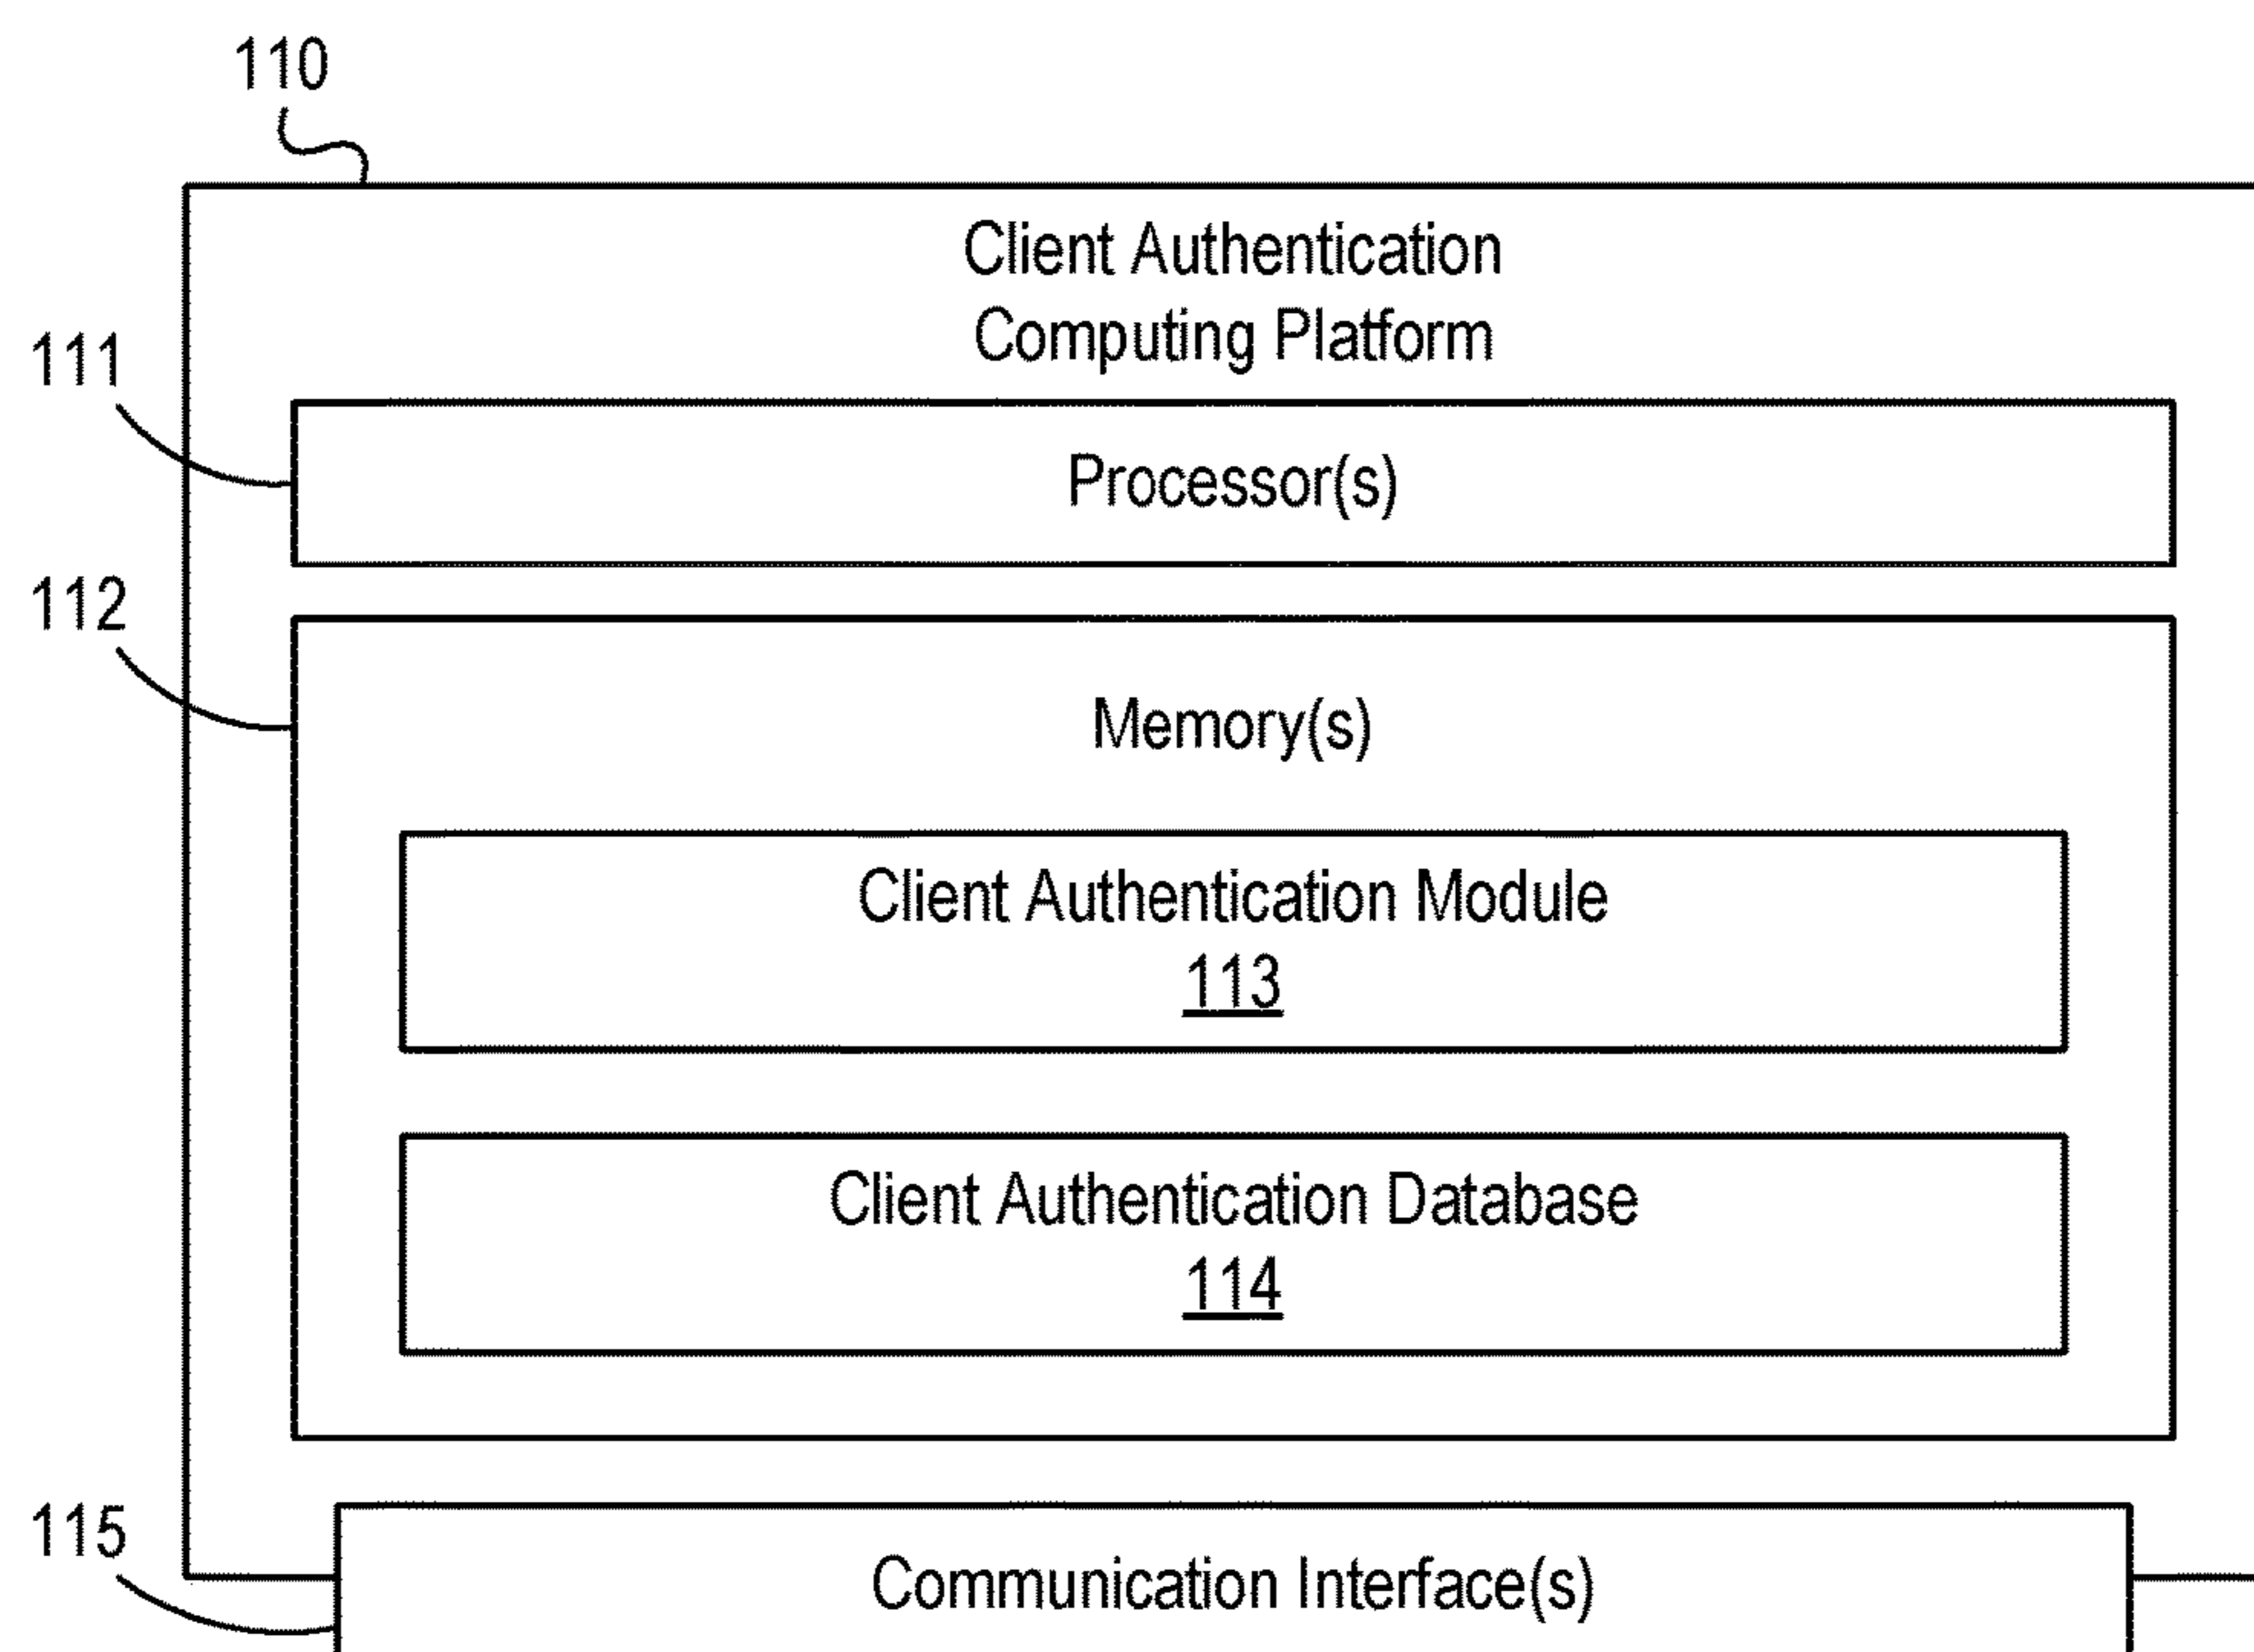 110
Client Authentication
Computing Platform
111
Processor(s)
112
Memory(s)
Client Authentication Module
113
Client Authentication Database
114
115
Communication Interface(s)